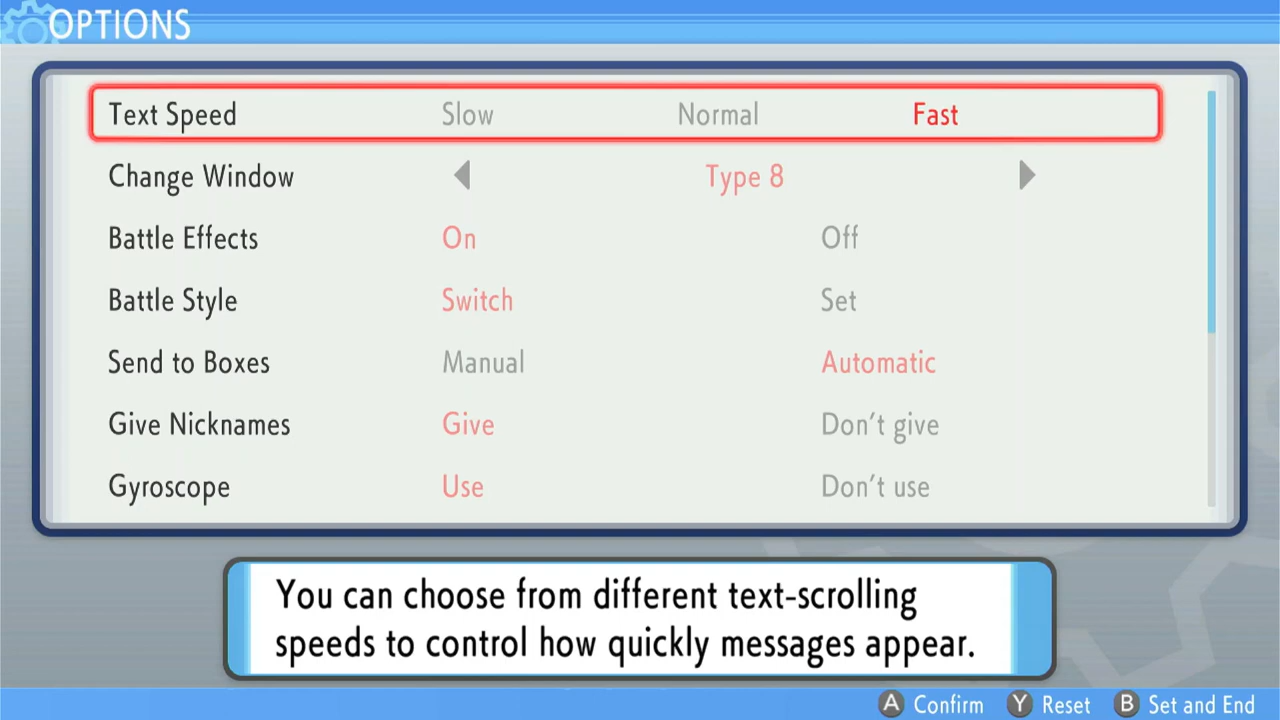 OPTIONS
Text Speed Slow Normal Fast
Change Window Type 8
Battle Effects On Off
Battle Style Switch Set
Send to Boxes Manual Automatic
Give Nicknames Give Don't give
Gyroscope Use Don't use
You can choose from different text-scrolling
speeds to control how quickly messages appear.
A Confirm Y Reset B Set and End